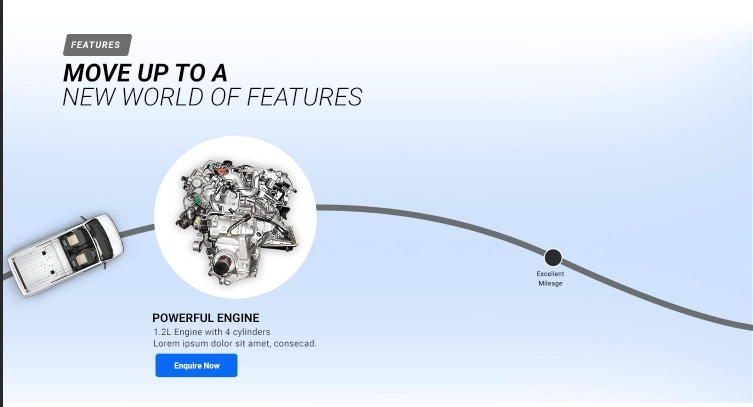 FEATURES
MOVE UP TO A
NEW WORLD OF FEATURES
POWERFUL ENGINE
1.2L Engine with 4 cylinders
Lorem ipsum dolor sit amet, consecad.
Enquire Now
Excellent
Mileage